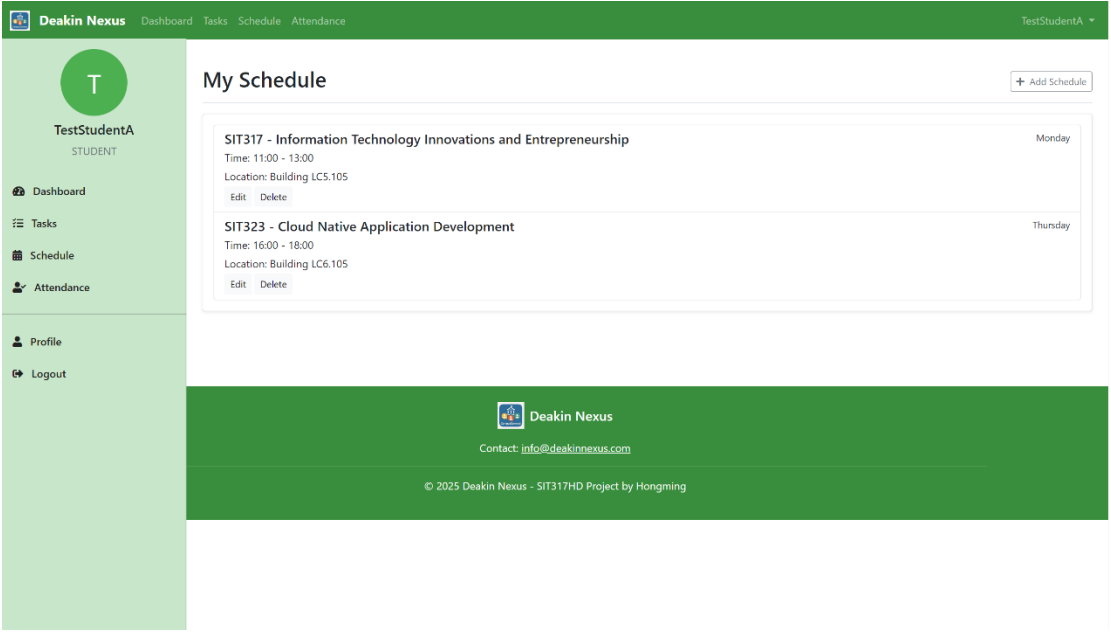 Deakin Nexus Dashboard Tasks Schedule Attendance TestStudentA
T
TestStudentA
STUDENT
Dashboard
Tasks
Schedule
Attendance
Profile
Logout
My Schedule
+ Add Schedule
SIT317 - Information Technology Innovations and Entrepreneurship Monday
Time: 11:00 - 13:00
Location: Building LC5.105
Edit Delete
SIT323 - Cloud Native Application Development Thursday
Time: 16:00 - 18:00
Location: Building LC6.105
Edit Delete
Deakin Nexus
Contact: info@deakinnexus.com
© 2025 Deakin Nexus - SIT317HD Project by Hongming